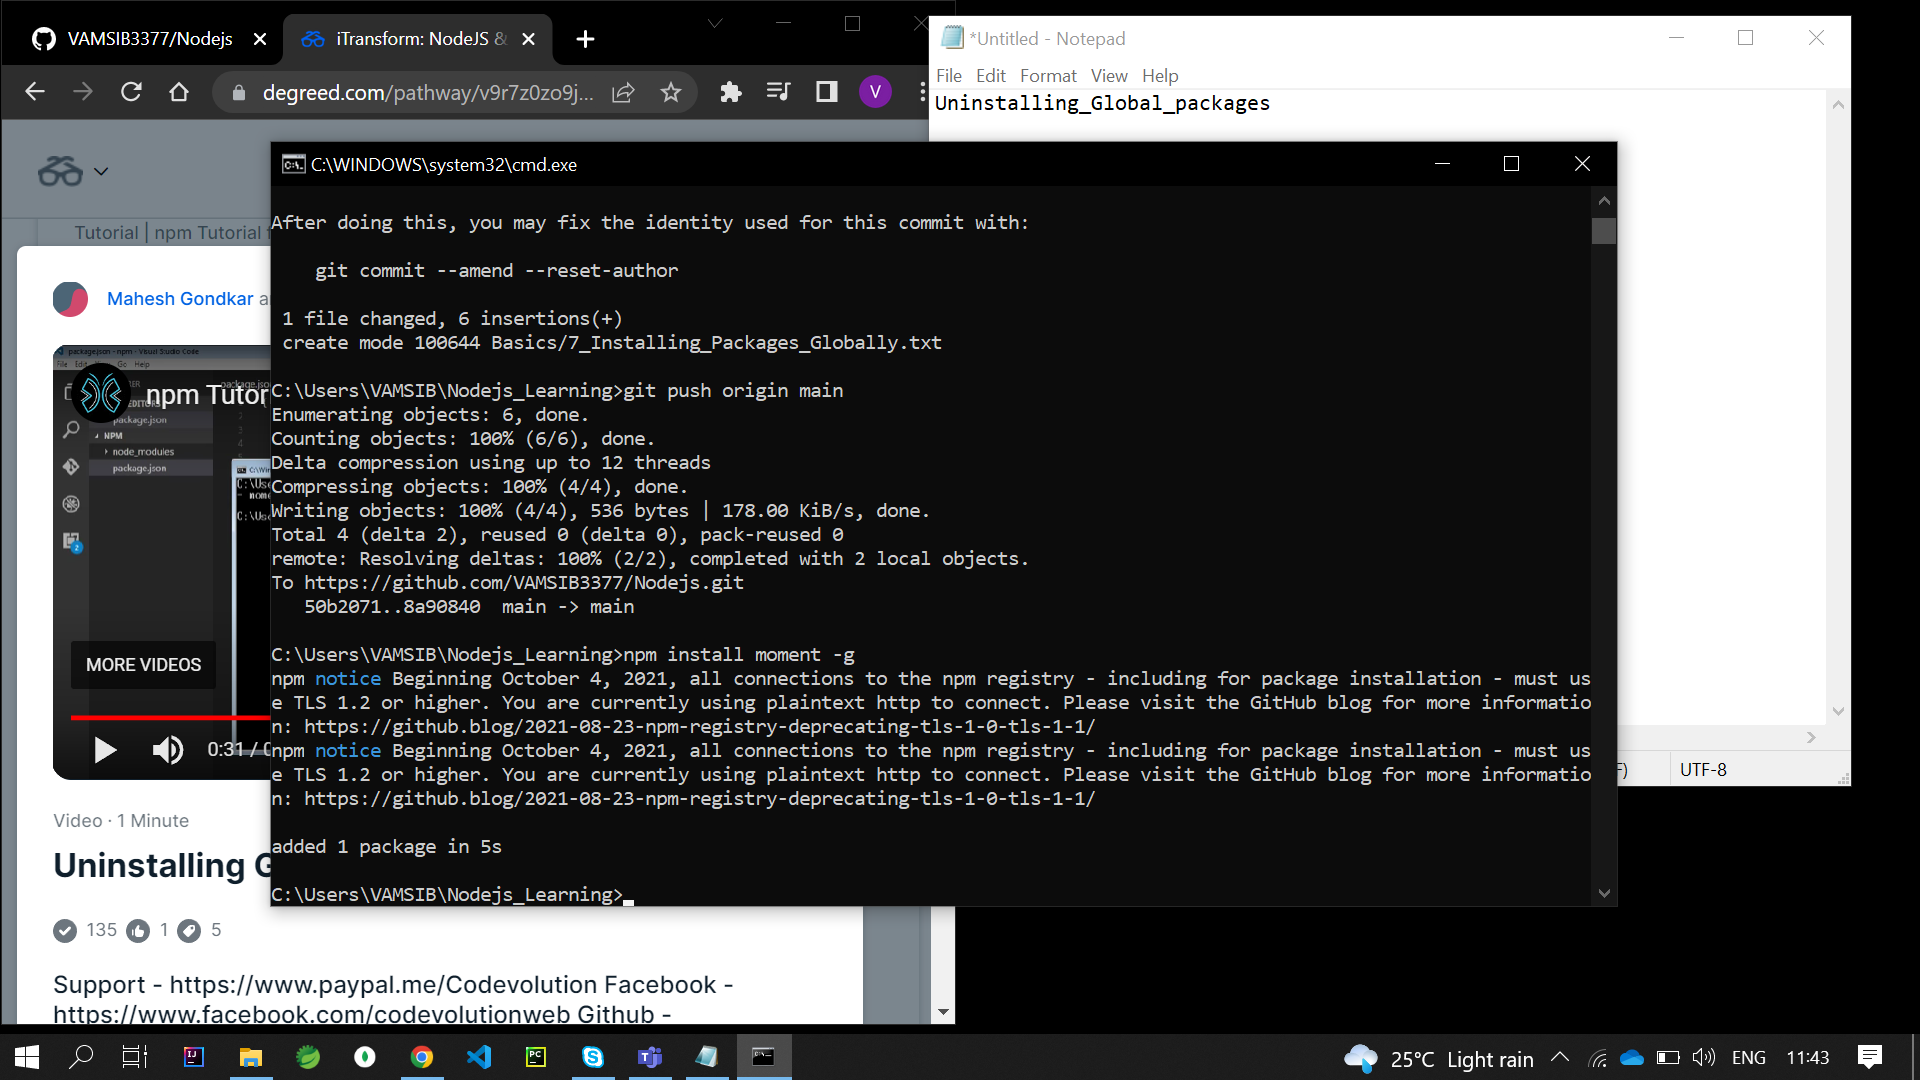 VAMSIB3377/Nodejs
iTransform: NodeJS &
degreed.com/pathway/v9r7z0zo9j...
V
*Untitled - Notepad
File Edit Format View Help
Uninstalling_Global_packages
UTF-8
Tutorial | npm Tutorial
Mahesh Gondkar
package.json - npm - Visual Studio Code
npm Tutor
NPM
node_modules
package.json
MORE VIDEOS
0:31 /
Video · 1 Minute
Uninstalling G
135 1 5
Support - https://www.paypal.me/Codevolution Facebook -
https://www.facebook.com/codevolutionweb Github -
C:\WINDOWS\system32\cmd.exe
After doing this, you may fix the identity used for this commit with:
git commit --amend --reset-author
1 file changed, 6 insertions(+)
create mode 100644 Basics/7_Installing_Packages_Globally.txt
C:\Users\VAMSIB\Nodejs_Learning>git push origin main
Enumerating objects: 6, done.
Counting objects: 100% (6/6), done.
Delta compression using up to 12 threads
Compressing objects: 100% (4/4), done.
Writing objects: 100% (4/4), 536 bytes | 178.00 KiB/s, done.
Total 4 (delta 2), reused 0 (delta 0), pack-reused 0
remote: Resolving deltas: 100% (2/2), completed with 2 local objects.
To https://github.com/VAMSIB3377/Nodejs.git
50b2071..8a90840  main -> main
C:\Users\VAMSIB\Nodejs_Learning>npm install moment -g
npm notice Beginning October 4, 2021, all connections to the npm registry - including for package installation - must us
e TLS 1.2 or higher. You are currently using plaintext http to connect. Please visit the GitHub blog for more informatio
n: https://github.blog/2021-08-23-npm-registry-deprecating-tls-1-0-tls-1-1/
npm notice Beginning October 4, 2021, all connections to the npm registry - including for package installation - must us
e TLS 1.2 or higher. You are currently using plaintext http to connect. Please visit the GitHub blog for more informatio
n: https://github.blog/2021-08-23-npm-registry-deprecating-tls-1-0-tls-1-1/
added 1 package in 5s
C:\Users\VAMSIB\Nodejs_Learning>
25°C Light rain ENG 11:43